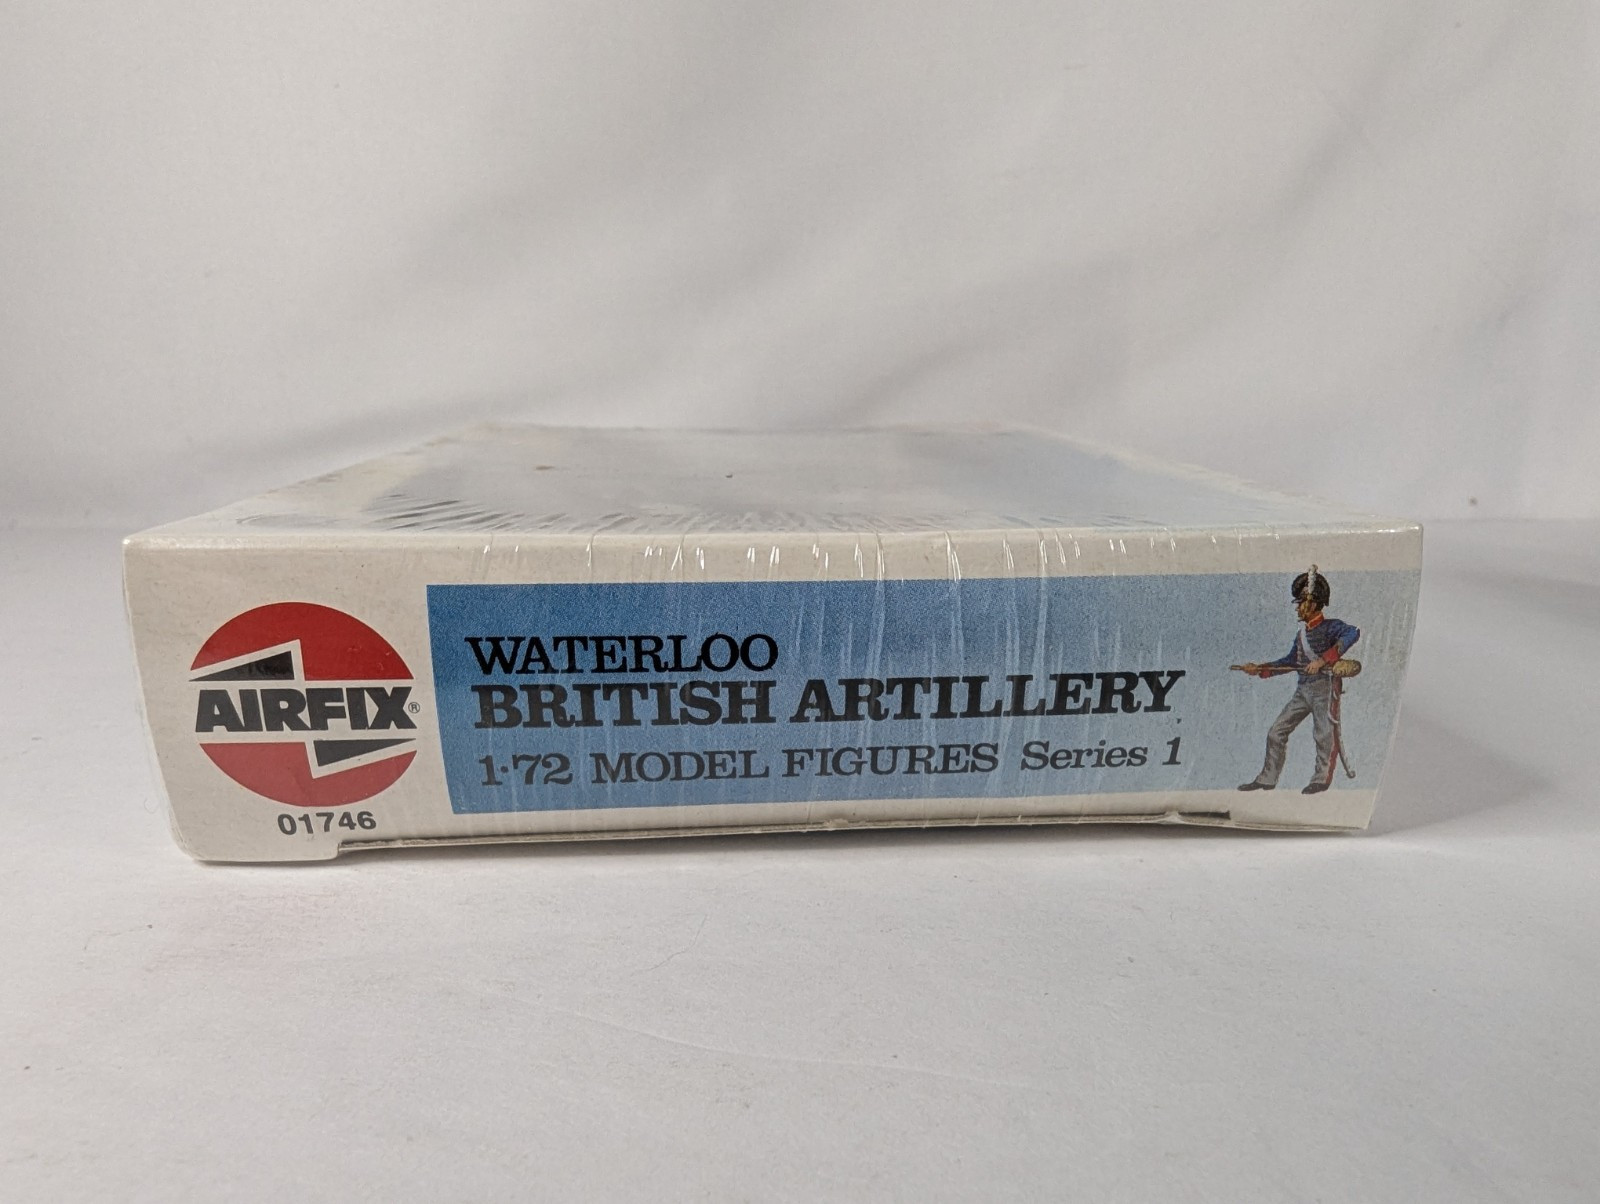 AIRFIX®
01746
WATERLOO
BRITISH ARTILLERY
1·72 MODEL FIGURES Series 1